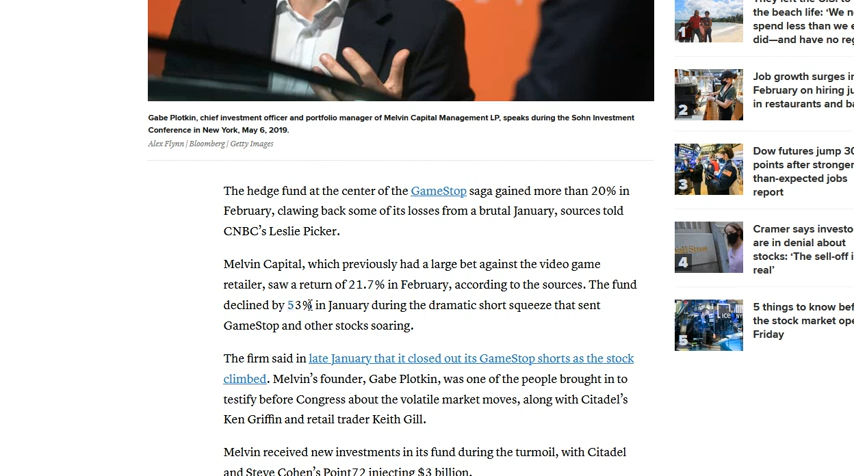 Gabe Plotkin, chief investment officer and portfolio manager of Melvin Capital Management LP, speaks during the Sohn Investment
Conference in New York, May 6, 2019.
Alex Flynn | Bloomberg | Getty Images
The hedge fund at the center of the GameStop saga gained more than 20% in
February, clawing back some of its losses from a brutal January, sources told
CNBC’s Leslie Picker.
Melvin Capital, which previously had a large bet against the video game
retailer, saw a return of 21.7% in February, according to the sources. The fund
declined by 53% in January during the dramatic short squeeze that sent
GameStop and other stocks soaring.
The firm said in late January that it closed out its GameStop shorts as the stock
climbed. Melvin’s founder, Gabe Plotkin, was one of the people brought in to
testify before Congress about the volatile market moves, along with Citadel’s
Ken Griffin and retail trader Keith Gill.
Melvin received new investments in its fund during the turmoil, with Citadel
and Steve Cohen’s Point72 injecting $3 billion.
1
the beach life: ‘We n
spend less than we e
did—and have no reg
2
Job growth surges in
February on hiring ju
in restaurants and ba
3
Dow futures jump 30
points after stronger
than-expected jobs
report
4
Cramer says investo
are in denial about
stocks: ‘The sell-off i
real’
5
5 things to know bef
the stock market ope
Friday